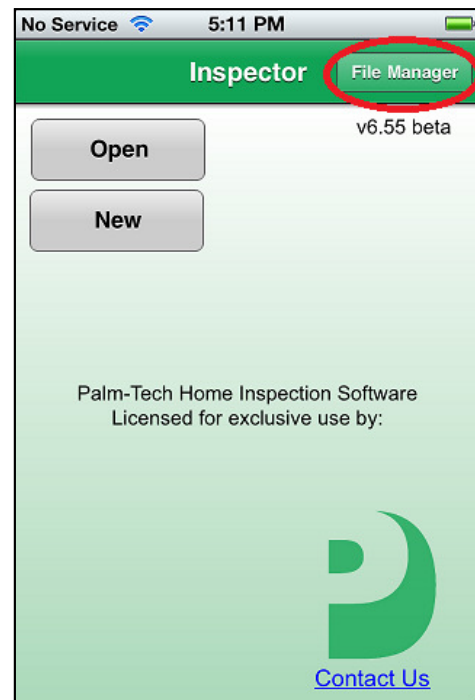 No Service 5:11 PM
Inspector File Manager
v6.55 beta
Open
New
Palm-Tech Home Inspection Software
Licensed for exclusive use by:
Contact Us